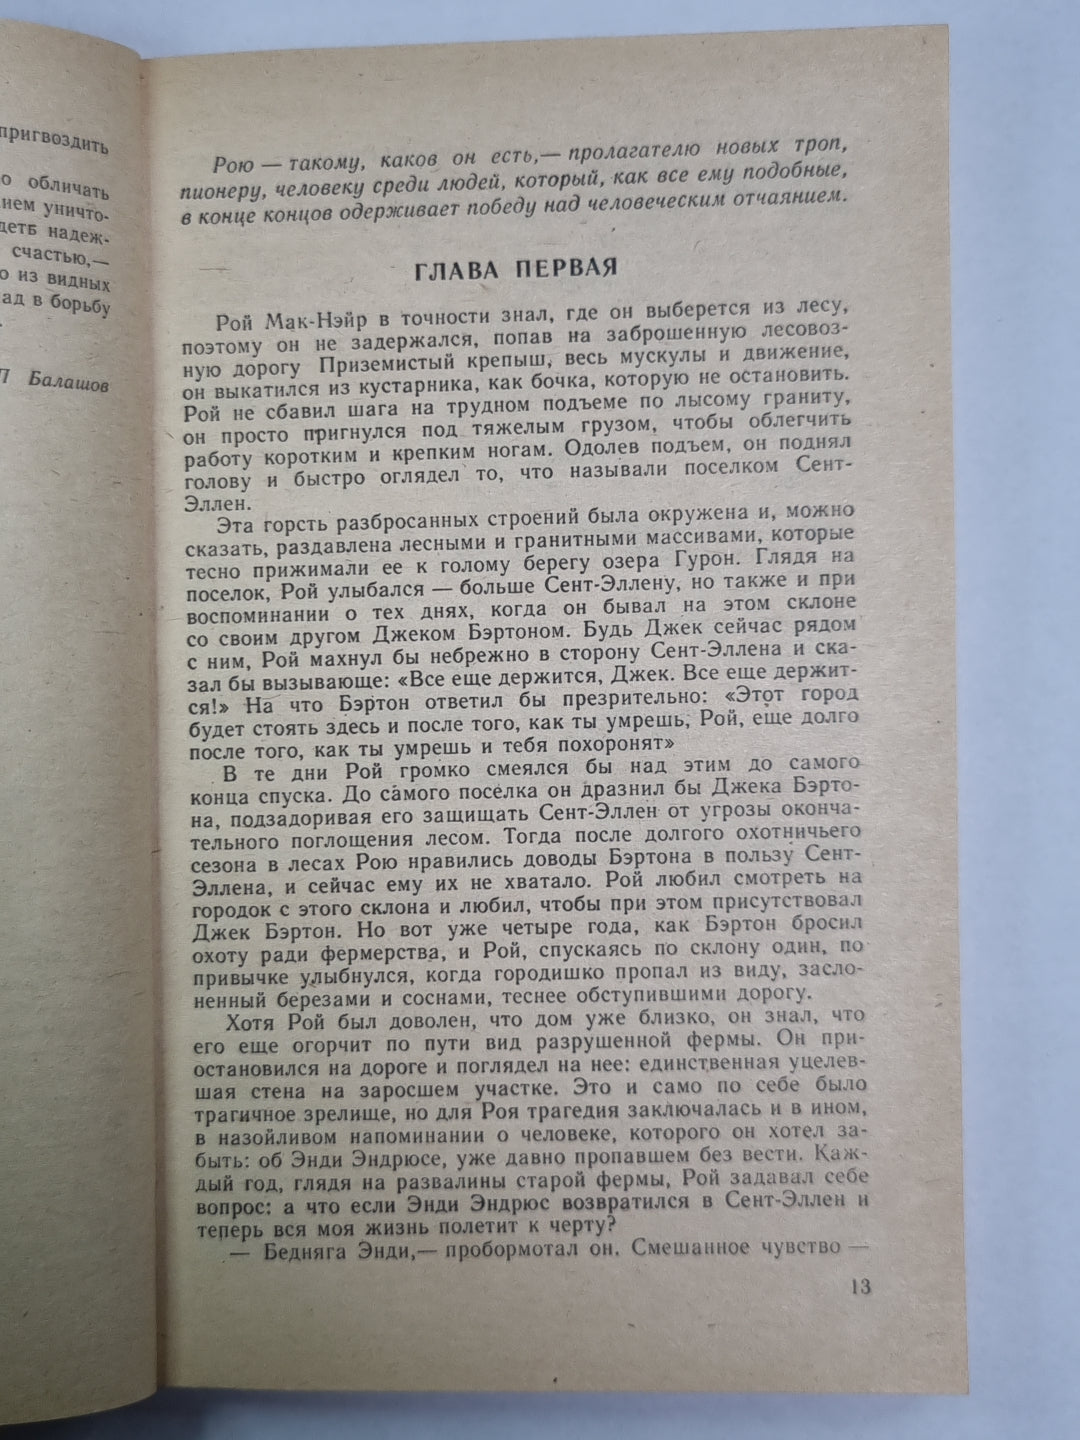 пригвоздить
о обличать
нием уничто-
деть надеж-
счастью,—
о из видных
ад в борьбу
П Балашов
Рою — такому, каков он есть,— пролагателю новых троп,
пионеру, человеку среди людей, который, как все ему подобные,
в конце концов одерживает победу над человеческим отчаянием.
ГЛАВА ПЕРВАЯ
Рой Мак-Нэйр в точности знал, где он выберется из лесу,
поэтому он не задержался, попав на заброшенную лесовоз-
ную дорогу Приземистый крепыш, весь мускулы и движение,
он выкатился из кустарника, как бочка, которую не остановить.
Рой не сбавил шага на трудном подъеме по лысому граниту,
он просто пригнулся под тяжелым грузом, чтобы облегчить
работу коротким и крепким ногам. Одолев подъем, он поднял
голову и быстро оглядел то, что называли поселком Сент-
Эллен.
Эта горсть разбросанных строений была окружена и, можно
сказать, раздавлена лесными и гранитными массивами, которые
тесно прижимали ее к голому берегу озера Гурон. Глядя на
поселок, Рой улыбался — больше Сент-Эллену, но также и при
воспоминании о тех днях, когда он бывал на этом склоне
со своим другом Джеком Бэртоном. Будь Джек сейчас рядом
с ним, Рой махнул бы небрежно в сторону Сент-Эллена и ска-
зал бы вызывающе: «Все еще держится, Джек. Все еще держит-
ся!» На что Бэртон ответил бы презрительно: «Этот город
будет стоять здесь и после того, как ты умрешь, Рой, еще долго
после того, как ты умрешь и тебя похоронят»
В те дни Рой громко смеялся бы над этим до самого
конца спуска. До самого поселка он дразнил бы Джека Бэрто-
на, подзадоривая его защищать Сент-Эллен от угрозы оконча-
тельного поглощения лесом. Тогда после долгого охотничьего
сезона в лесах Рою нравились доводы Бэртона в пользу Сент-
Эллена, и сейчас ему их не хватало. Рой любил смотреть на
городок с этого склона и любил, чтобы при этом присутствовал
Джек Бэртон. Но вот уже четыре года, как Бэртон бросил
охоту ради фермерства, и Рой, спускаясь по склону один, по
привычке улыбнулся, когда городишко пропал из виду, засло-
ненный березами и соснами, теснее обступившими дорогу.
Хотя Рой был доволен, что дом уже близко, он знал, что
его еще огорчит по пути вид разрушенной фермы. Он при-
остановился на дороге и поглядел на нее: единственная уцелев-
шая стена на заросшем участке. Это и само по себе было
трагичное зрелище, но для Роя трагедия заключалась и в ином,
в назойливом напоминании о человеке, которого он хотел за-
быть: об Энди Эндрюсе, уже давно пропавшем без вести. Каж-
дый год, глядя на развалины старой фермы, Рой задавал себе
вопрос: а что если Энди Эндрюс возвратился в Сент-Эллен и
теперь вся моя жизнь полетит к черту?
— Бедняга Энди,— пробормотал он. Смешанное чувство —
13